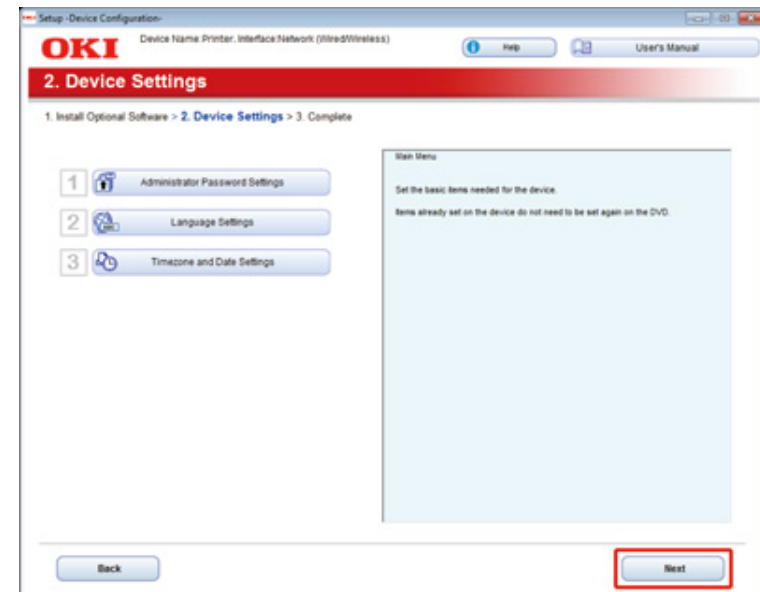 Setup -Device Configuration-
OKI
Device Name:Printer. Interface:Network (Wired/Wireless)
Help
User's Manual
2. Device Settings
1. Install Optional Software > 2. Device Settings > 3. Complete
1 Administrator Password Settings
2 Language Settings
3 Timezone and Date Settings
Main Menu
Set the basic items needed for the device.
Items already set on the device do not need to be set again on the DVD.
Back
Next